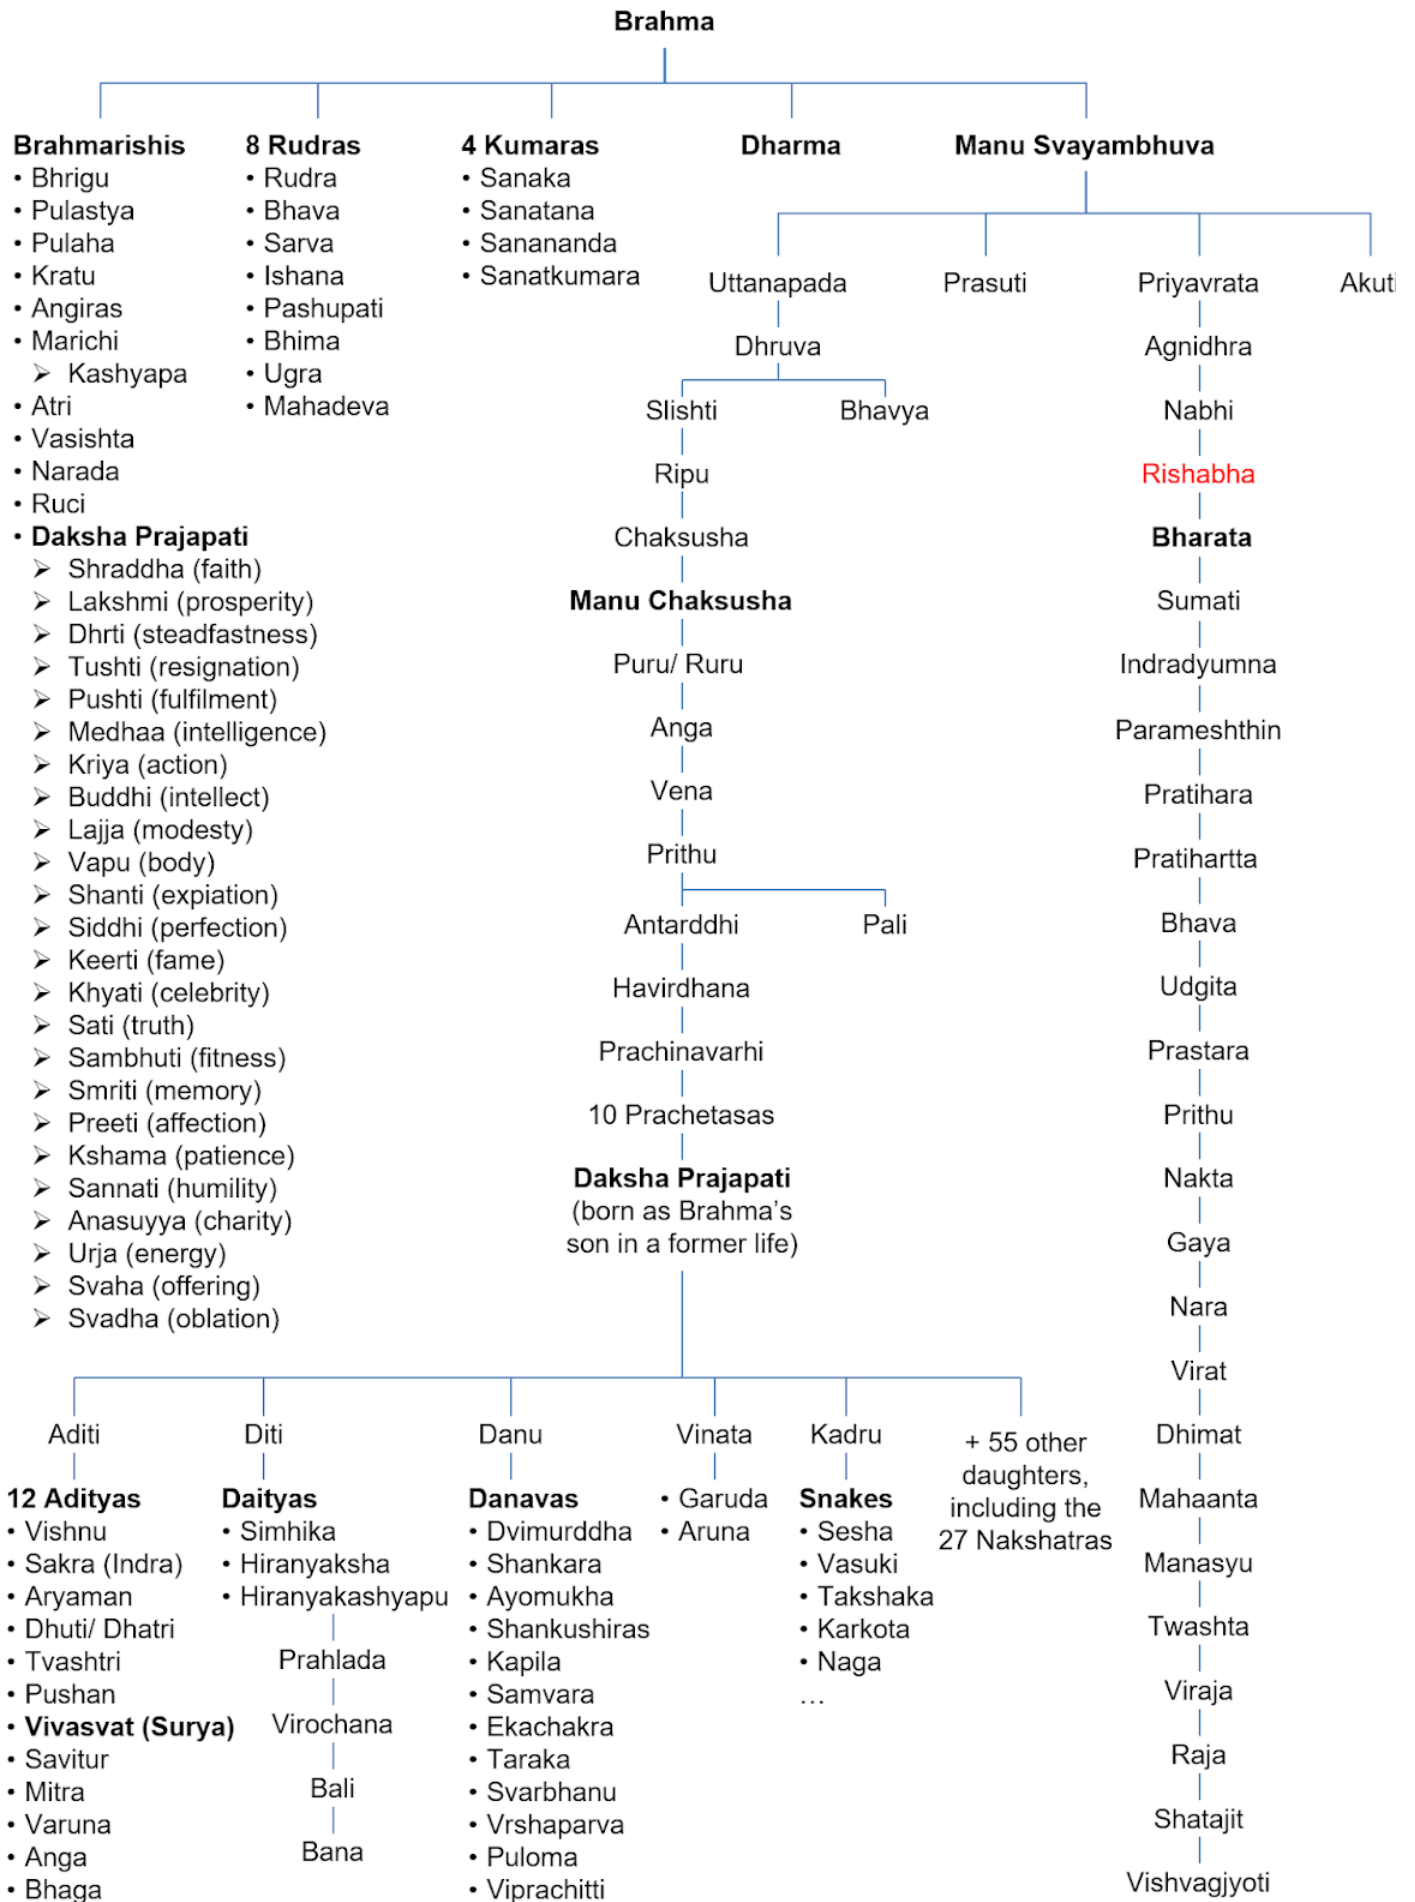 Brahma
Brahmarishis
• Bhrigu
• Pulastya
• Pulaha
• Kratu
• Angiras
• Marichi
➢ Kashyapa
• Atri
• Vasishta
• Narada
• Ruci
• Daksha Prajapati
➢ Shraddha (faith)
➢ Lakshmi (prosperity)
➢ Dhrti (steadfastness)
➢ Tushti (resignation)
➢ Pushti (fulfilment)
➢ Medhaa (intelligence)
➢ Kriya (action)
➢ Buddhi (intellect)
➢ Lajja (modesty)
➢ Vapu (body)
➢ Shanti (expiation)
➢ Siddhi (perfection)
➢ Keerti (fame)
➢ Khyati (celebrity)
➢ Sati (truth)
➢ Sambhuti (fitness)
➢ Smriti (memory)
➢ Preeti (affection)
➢ Kshama (patience)
➢ Sannati (humility)
➢ Anasuyya (charity)
➢ Urja (energy)
➢ Svaha (offering)
➢ Svadha (oblation)
8 Rudras
• Rudra
• Bhava
• Sarva
• Ishana
• Pashupati
• Bhima
• Ugra
• Mahadeva
4 Kumaras
• Sanaka
• Sanatana
• Sanananda
• Sanatkumara
Dharma
Manu Svayambhuva
Uttanapada
Dhruva
Slishti
Bhavya
Ripu
Chaksusha
Manu Chaksusha
Puru/ Ruru
Anga
Vena
Prithu
Antarddhi
Pali
Havirdhana
Prachinavarhi
10 Prachetasas
Daksha Prajapati
(born as Brahma’s
son in a former life)
Prasuti
Priyavrata
Agnidhra
Nabhi
Rishabha
Bharata
Sumati
Indradyumna
Parameshthin
Pratihara
Pratihartta
Bhava
Udgita
Prastara
Prithu
Nakta
Gaya
Nara
Virat
Dhimat
Mahaanta
Manasyu
Twashta
Viraja
Raja
Shatajit
Vishvagjyoti
Akuti
Aditi
12 Adityas
• Vishnu
• Sakra (Indra)
• Aryaman
• Dhuti/ Dhatri
• Tvashtri
• Pushan
• Vivasvat (Surya)
• Savitur
• Mitra
• Varuna
• Anga
• Bhaga
Diti
Daityas
• Simhika
• Hiranyaksha
• Hiranyakashyapu
Prahlada
Virochana
Bali
Bana
Danu
Danavas
• Dvimurddha
• Shankara
• Ayomukha
• Shankushiras
• Kapila
• Samvara
• Ekachakra
• Taraka
• Svarbhanu
• Vrshaparva
• Puloma
• Viprachitti
Vinata
• Garuda
• Aruna
Kadru
Snakes
• Sesha
• Vasuki
• Takshaka
• Karkota
• Naga
…
+ 55 other
daughters,
including the
27 Nakshatras